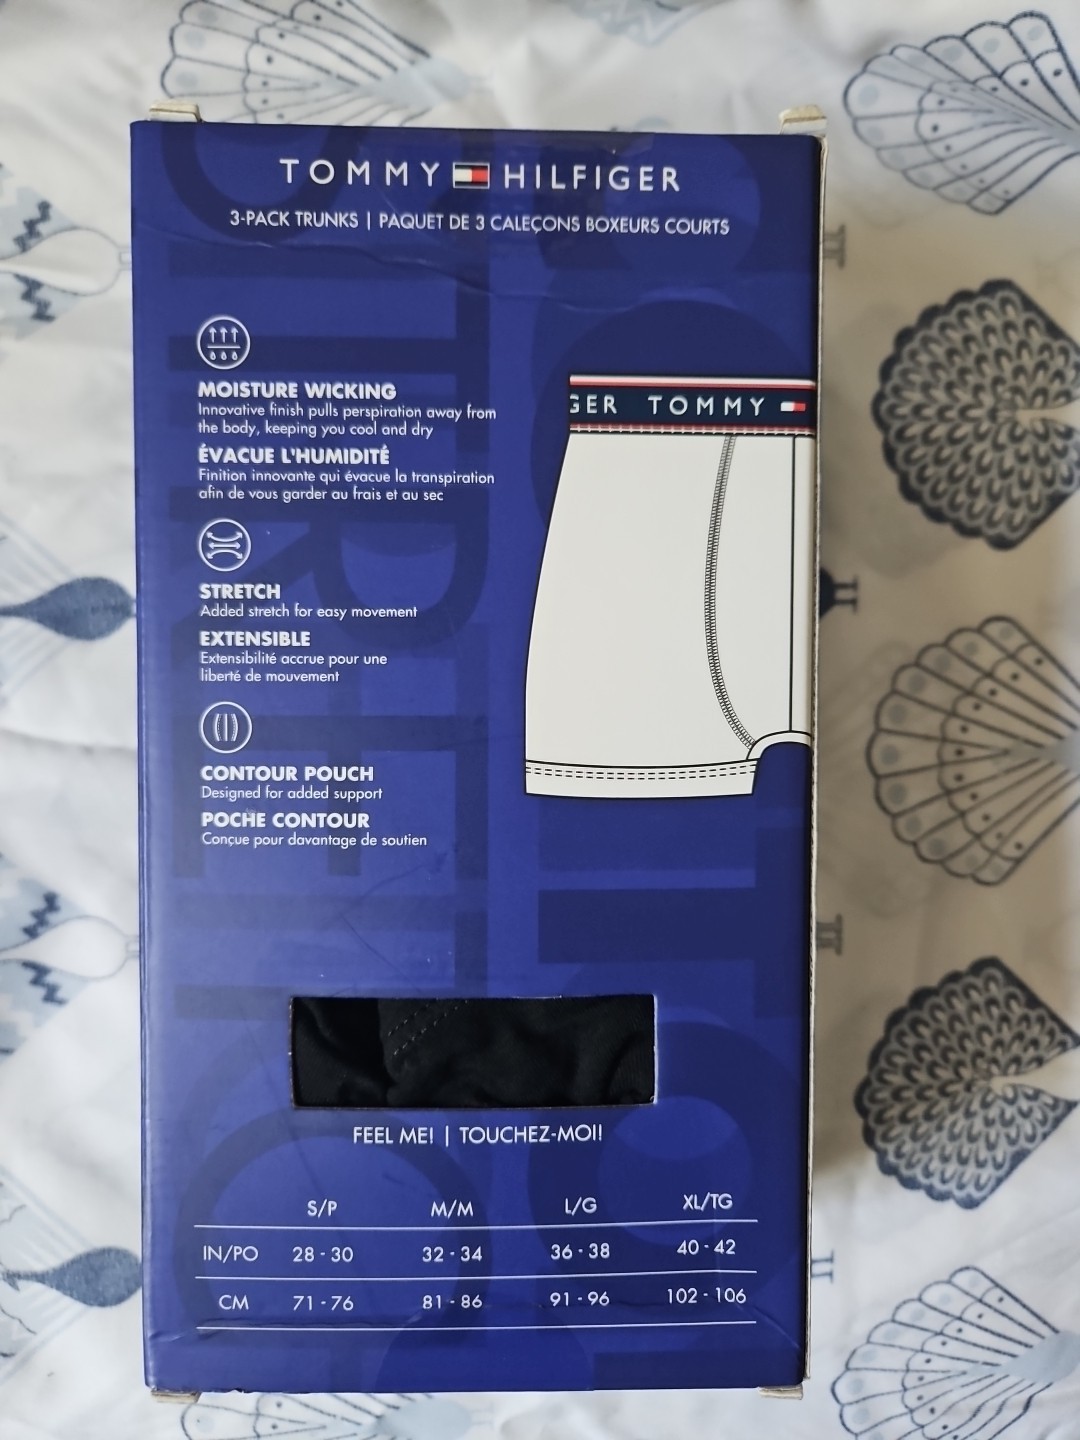 TOMMY HILFIGER
3-PACK TRUNKS | PAQUET DE 3 CALEÇONS BOXEURS COURTS
MOISTURE WICKING
Innovative finish pulls perspiration away from
the body, keeping you cool and dry
ÉVACUE L'HUMIDITÉ
Finition innovante qui évacue la transpiration
afin de vous garder au frais et au sec
GER TOMMY
STRETCH
Added stretch for easy movement
EXTENSIBLE
Extensibilité accrue pour une
liberté de mouvement
CONTOUR POUCH
Designed for added support
POCHE CONTOUR
Conçue pour davantage de soutien
FEEL ME! | TOUCHEZ-MOI!
S/P M/M L/G XL/TG
IN/PO 28 - 30 32 - 34 36 - 38 40 - 42
CM 71 - 76 81 - 86 91 - 96 102 - 106